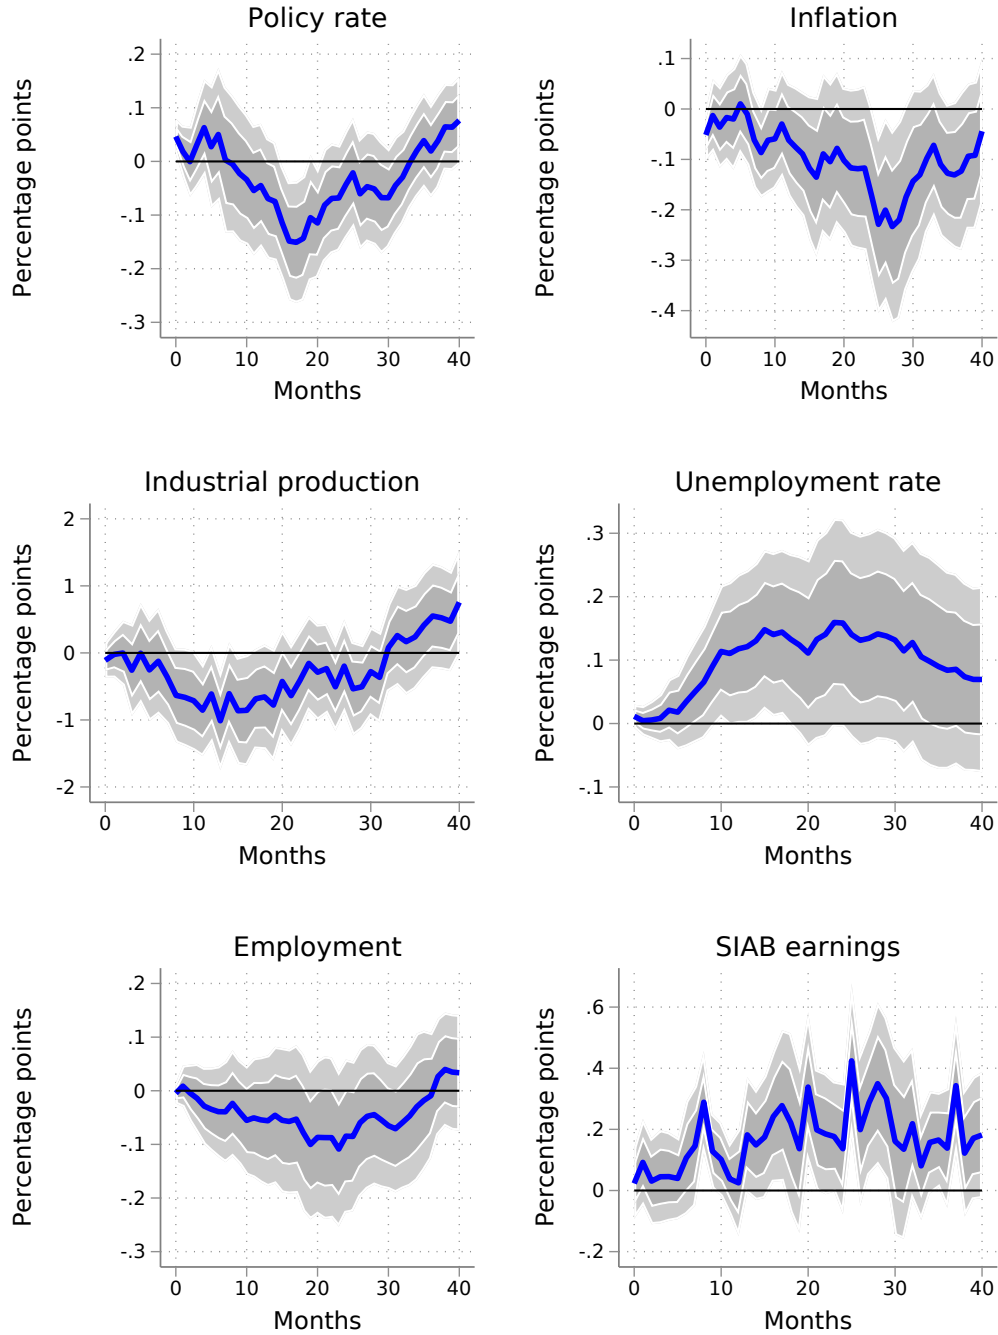 Policy rate
Percentage points
.2
.1
0
-.1
-.2
-.3
0 10 20 30 40
Months
Inflation
Percentage points
.1
0
-.1
-.2
-.3
-.4
0 10 20 30 40
Months
Industrial production
Percentage points
2
1
0
-1
-2
0 10 20 30 40
Months
Unemployment rate
Percentage points
.3
.2
.1
0
-.1
0 10 20 30 40
Months
Employment
Percentage points
.2
.1
0
-.1
-.2
-.3
0 10 20 30 40
Months
SIAB earnings
Percentage points
.6
.4
.2
0
-.2
0 10 20 30 40
Months